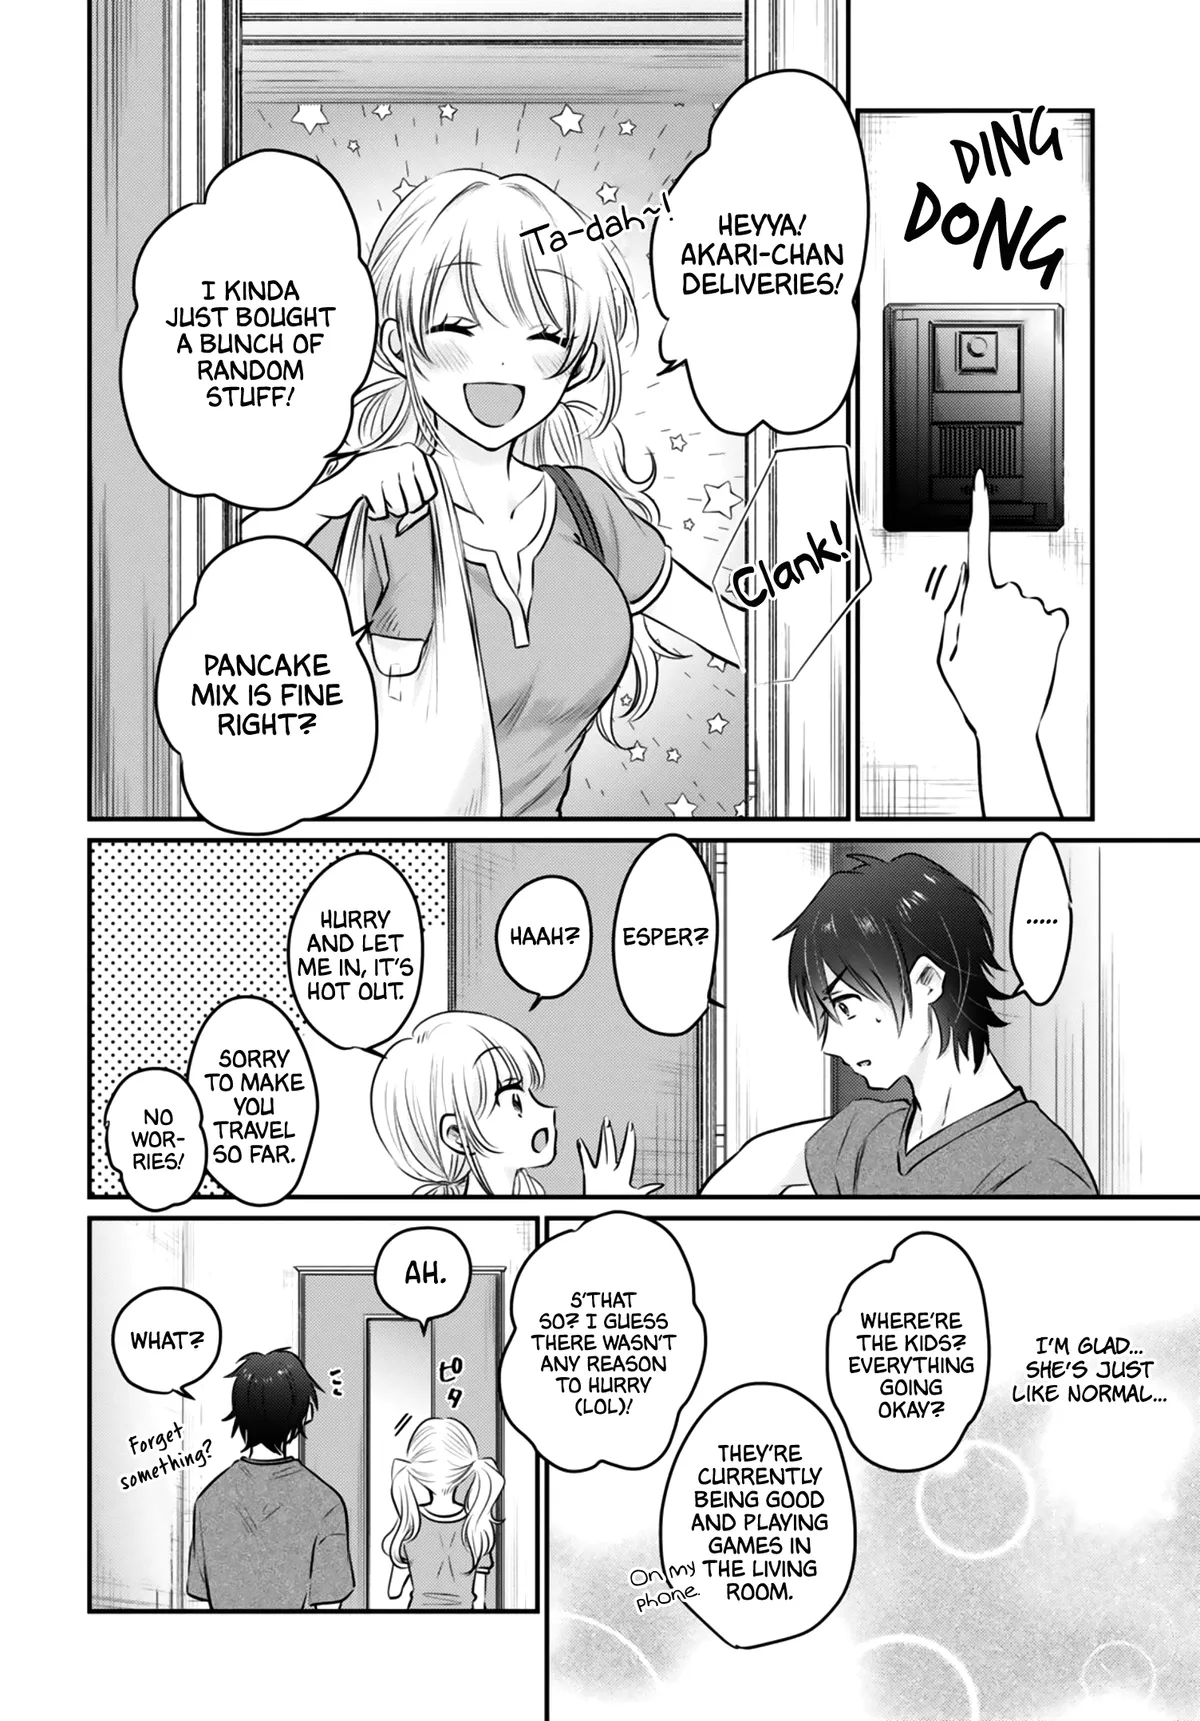 DING
DONG
Clank!
HEYYA!
AKARI-CHAN
DELIVERIES!
Ta-dah~!
I KINDA
JUST BOUGHT
A BUNCH OF
RANDOM
STUFF!
PANCAKE
MIX IS FINE
RIGHT?
......
ESPER?
HAAH?
HURRY
AND LET
ME IN, IT'S
HOT OUT.
SORRY
TO MAKE
YOU
TRAVEL
SO FAR.
NO
WOR-
RIES!
I'M GLAD...
SHE'S JUST
LIKE NORMAL...
WHERE'RE
THE KIDS?
EVERYTHING
GOING
OKAY?
THEY'RE
CURRENTLY
BEING GOOD
AND PLAYING
GAMES IN
THE LIVING
ROOM.
On my
phone.
S'THAT
SO? I GUESS
THERE WASN'T
ANY REASON
TO HURRY
(LOL)!
AH.
ピタ
WHAT?
Forget
something?